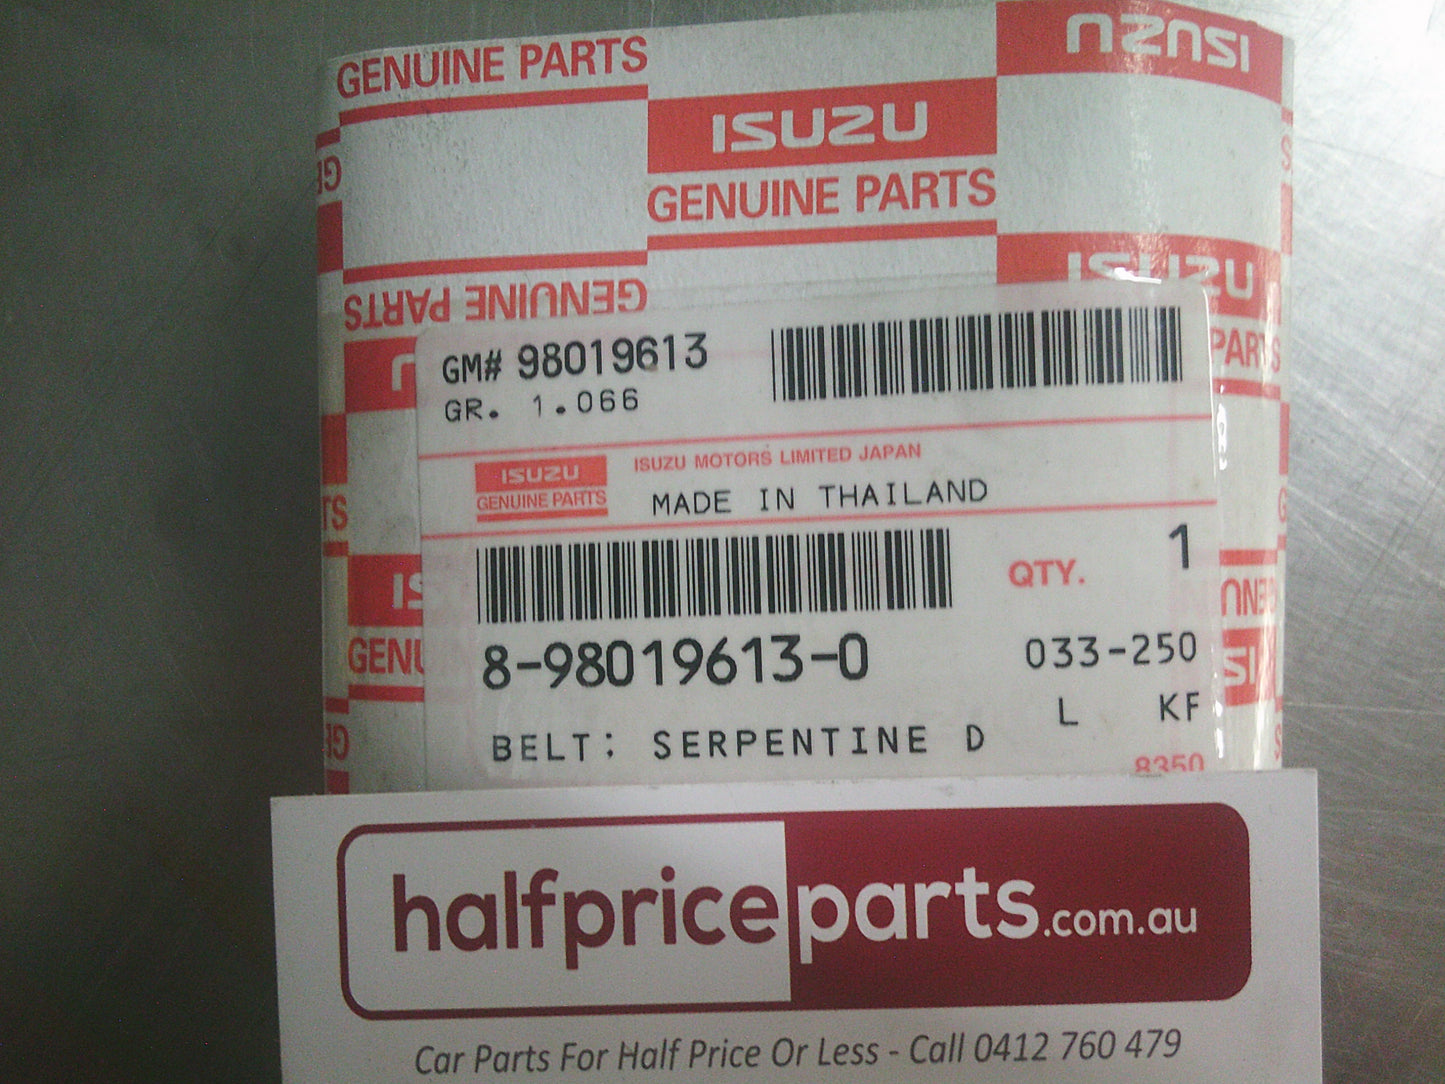 GENUINE PARTS
ISUZU
ISUZU
GENUINE PARTS
ISUZU
GENUINE PARTS
PARTS
GM# 98019613
GR. 1.066
ISUZU
GENUINE PARTS
ISUZU MOTORS LIMITED JAPAN
MADE IN THAILAND
QTY. 1
8-98019613-0
033-250
L KF
BELT; SERPENTINE D
8350
halfpriceparts.com.au
Car Parts For Half Price Or Less - Call 0412 760 479